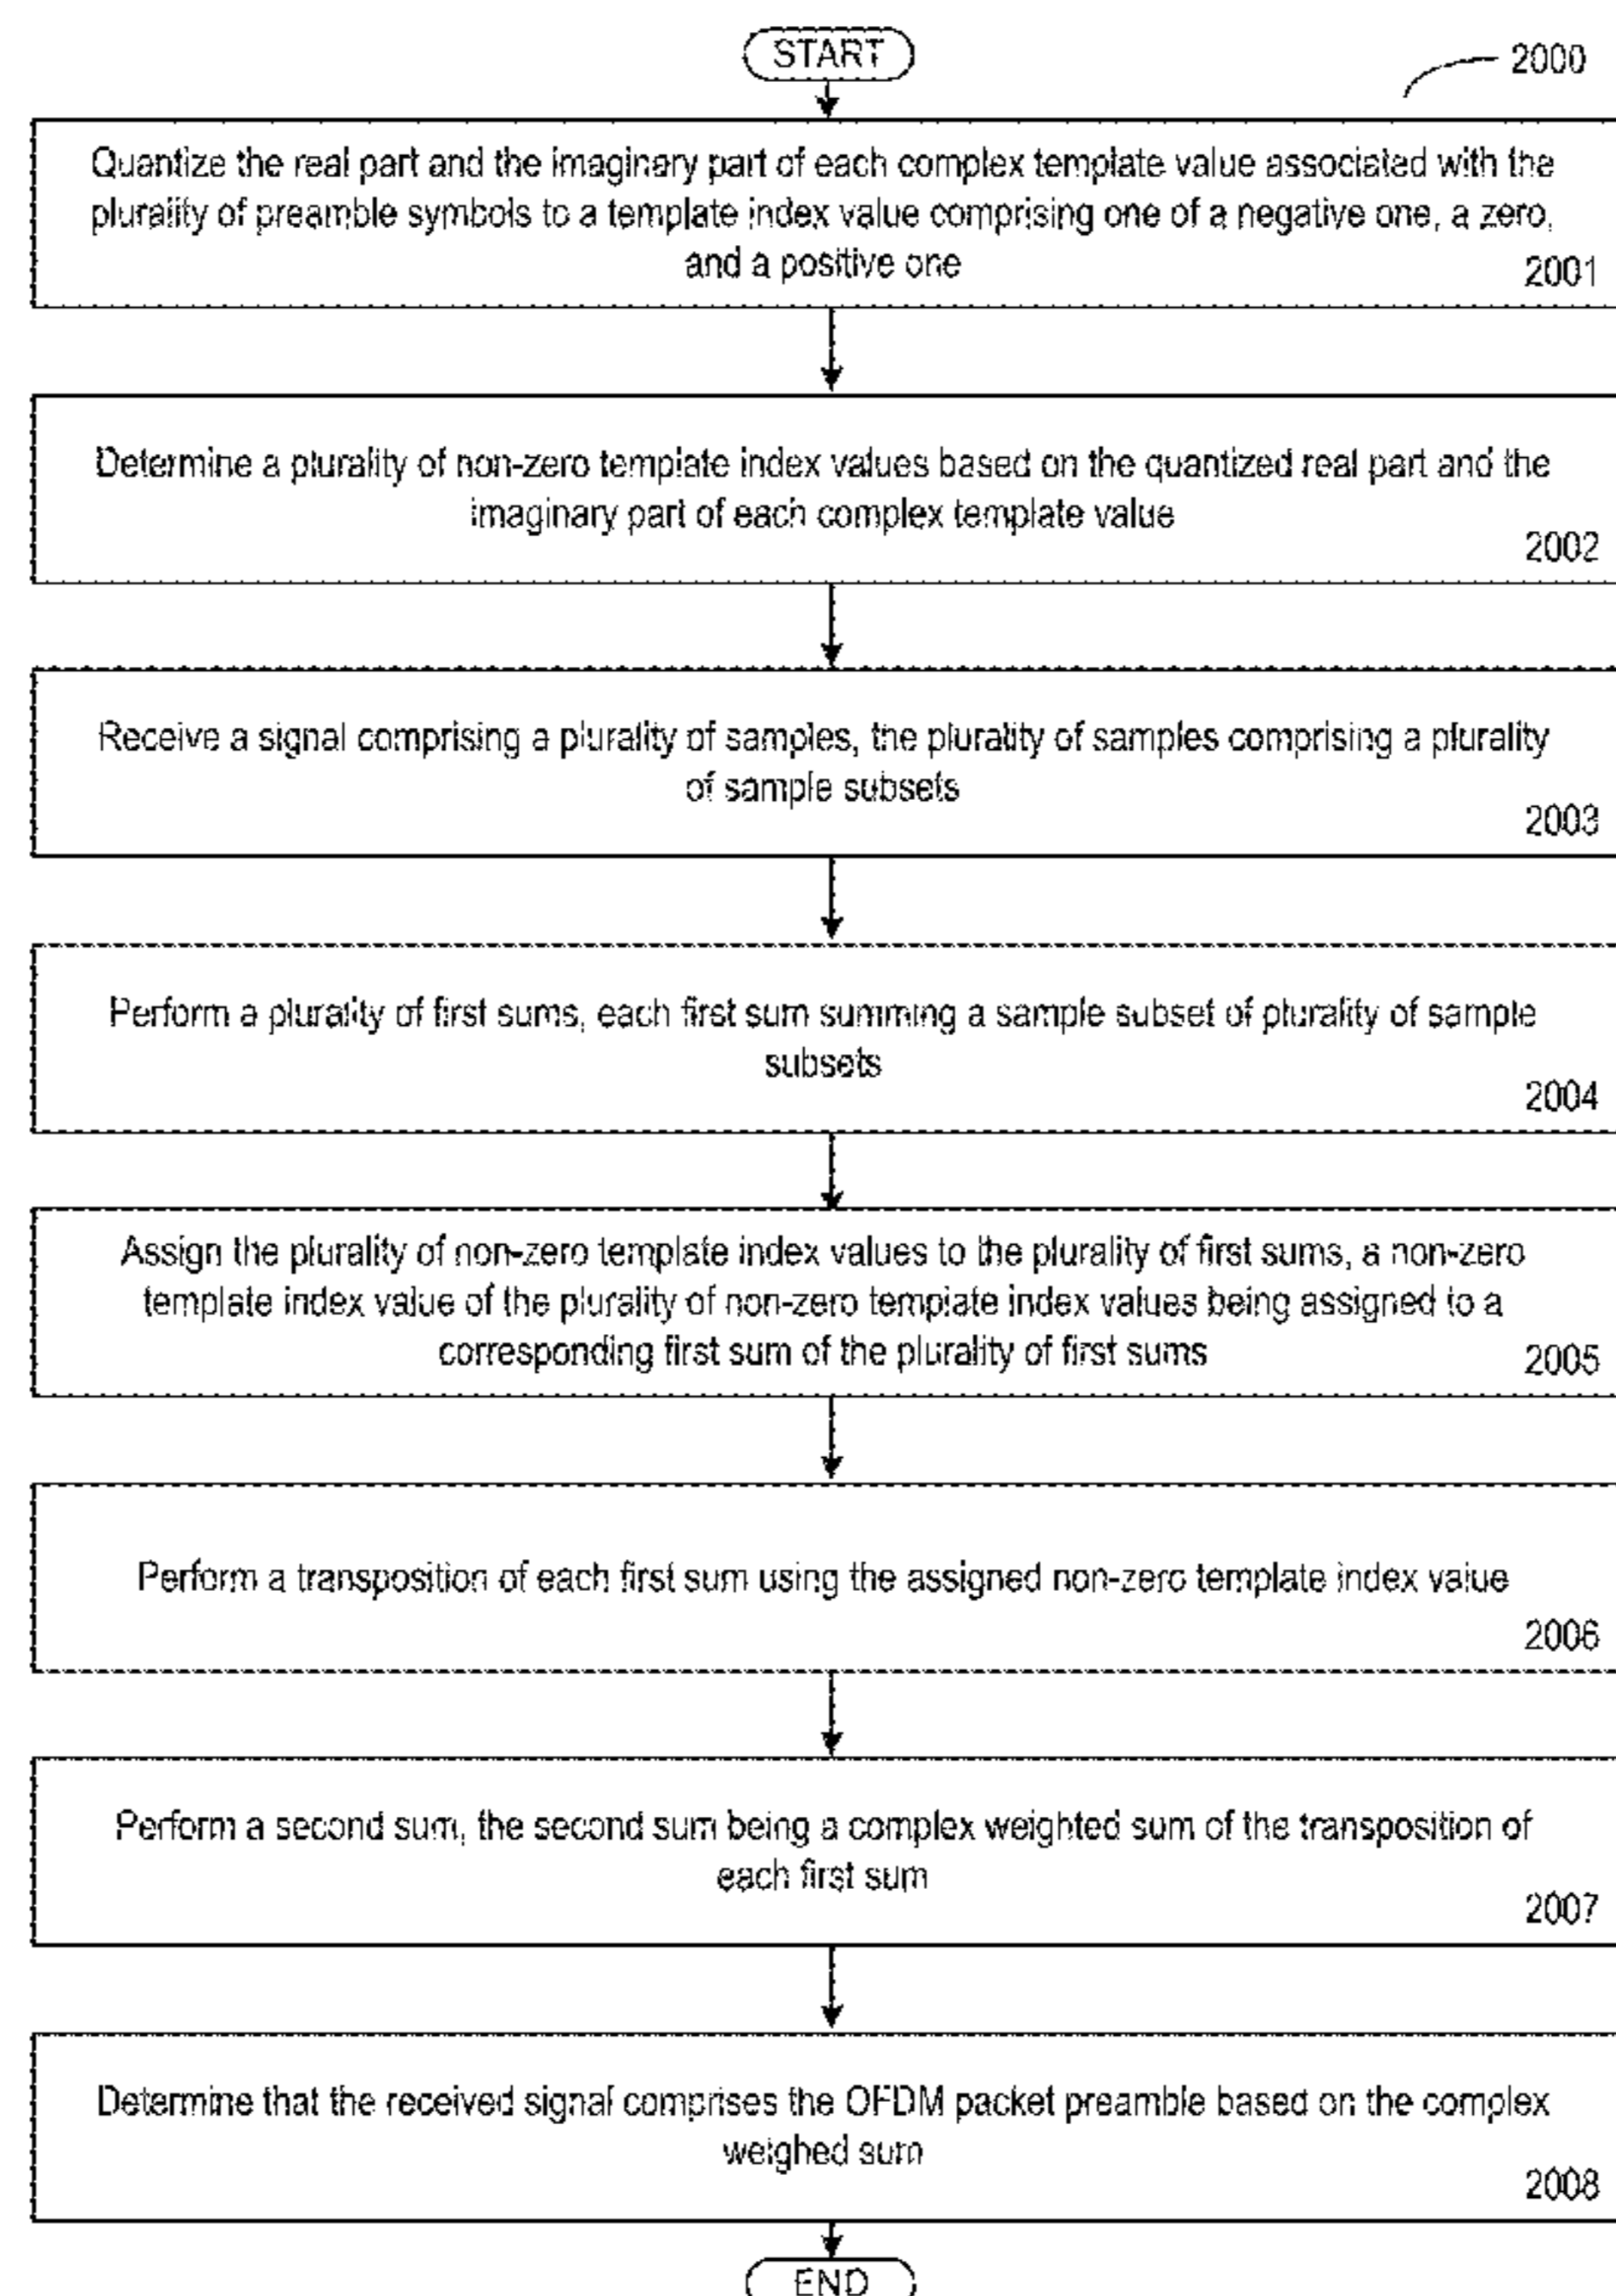 START
2000
Quantize the real part and the imaginary part of each complex template value associated with the
plurality of preamble symbols to a template index value comprising one of a negative one, a zero,
and a positive one
2001
Determine a plurality of non-zero template index values based on the quantized real part and the
imaginary part of each complex template value
2002
Receive a signal comprising a plurality of samples, the plurality of samples comprising a plurality
of sample subsets
2003
Perform a plurality of first sums, each first sum summing a sample subset of plurality of sample
subsets
2004
Assign the plurality of non-zero template index values to the plurality of first sums, a non-zero
template index value of the plurality of non-zero template index values being assigned to a
corresponding first sum of the plurality of first sums
2005
Perform a transposition of each first sum using the assigned non-zero template index value
2006
Perform a second sum, the second sum being a complex weighted sum of the transposition of
each first sum
2007
Determine that the received signal comprises the OFDM packet preamble based on the complex
weighed sum
2008
END